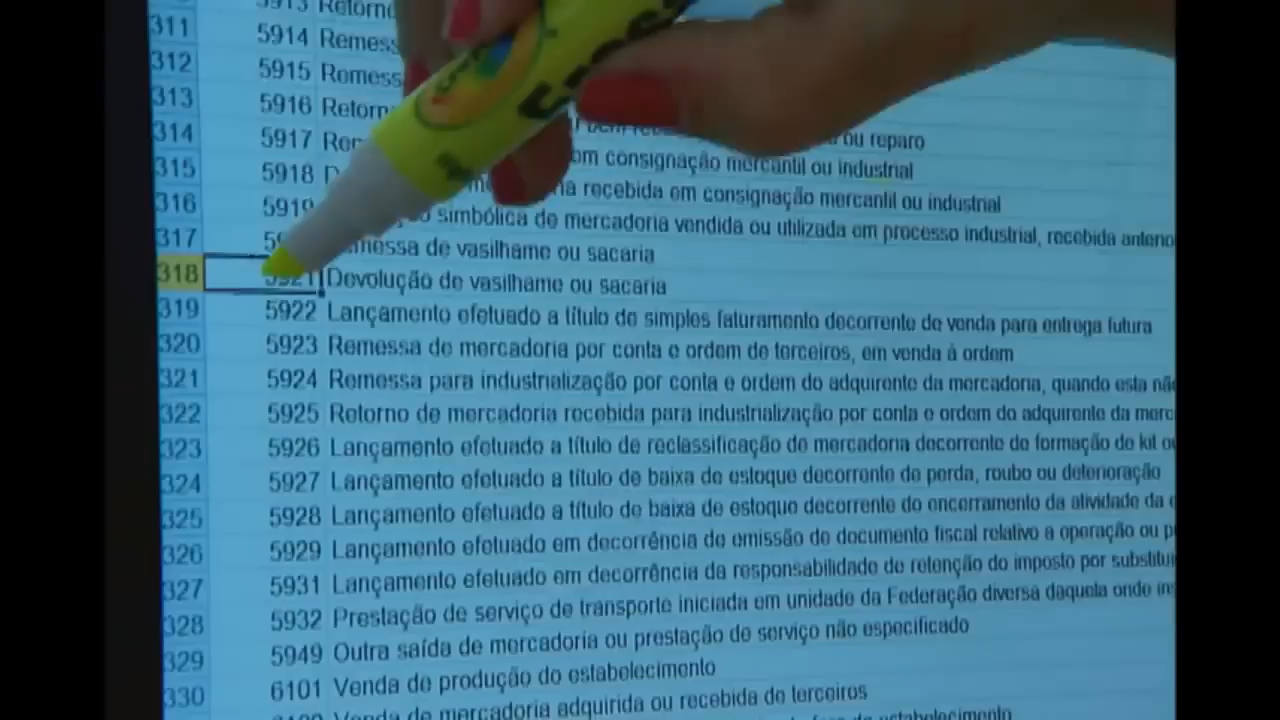 311
312 5914 Remess
313 5915 Remess
314 5916 Retorn ou reparo
315 5917 Rem consignação mercantil ou industrial
316 5918 recebida em consignação mercantil ou industrial
317 5919 simbólica de mercadoria vendida ou utilizada em processo industrial, recebida anterio
messa de vasilhame ou sacaria
318 5921 Devolução de vasilhame ou sacaria
319 5922 Lançamento efetuado a título de simples faturamento decorrente de venda para entrega futura
320 5923 Remessa de mercadoria por conta e ordem de terceiros, em venda à ordem
321 5924 Remessa para industrialização por conta e ordem do adquirente da mercadoria, quando esta nã
322 5925 Retorno de mercadoria recebida para industrialização por conta e ordem do adquirente da merc
323 5926 Lançamento efetuado a título de reclassificação de mercadoria decorrente de formação de kit o
324 5927 Lançamento efetuado a título de baixa de estoque decorrente de perda, roubo ou deterioração
325 5928 Lançamento efetuado a título de baixa de estoque decorrente do encerramento da atividade da e
326 5929 Lançamento efetuado em decorrência de emissão de documento fiscal relativo a operação ou p
327 5931 Lançamento efetuado em decorrência da responsabilidade de retenção do imposto por substitui
328 5932 Prestação de serviço de transporte iniciada em unidade da Federação diversa daquela onde in
329 5949 Outra saída de mercadoria ou prestação de serviço não especificado
330 6101 Venda de produção do estabelecimento
Venda de mercadoria adquirida ou recebida de terceiros